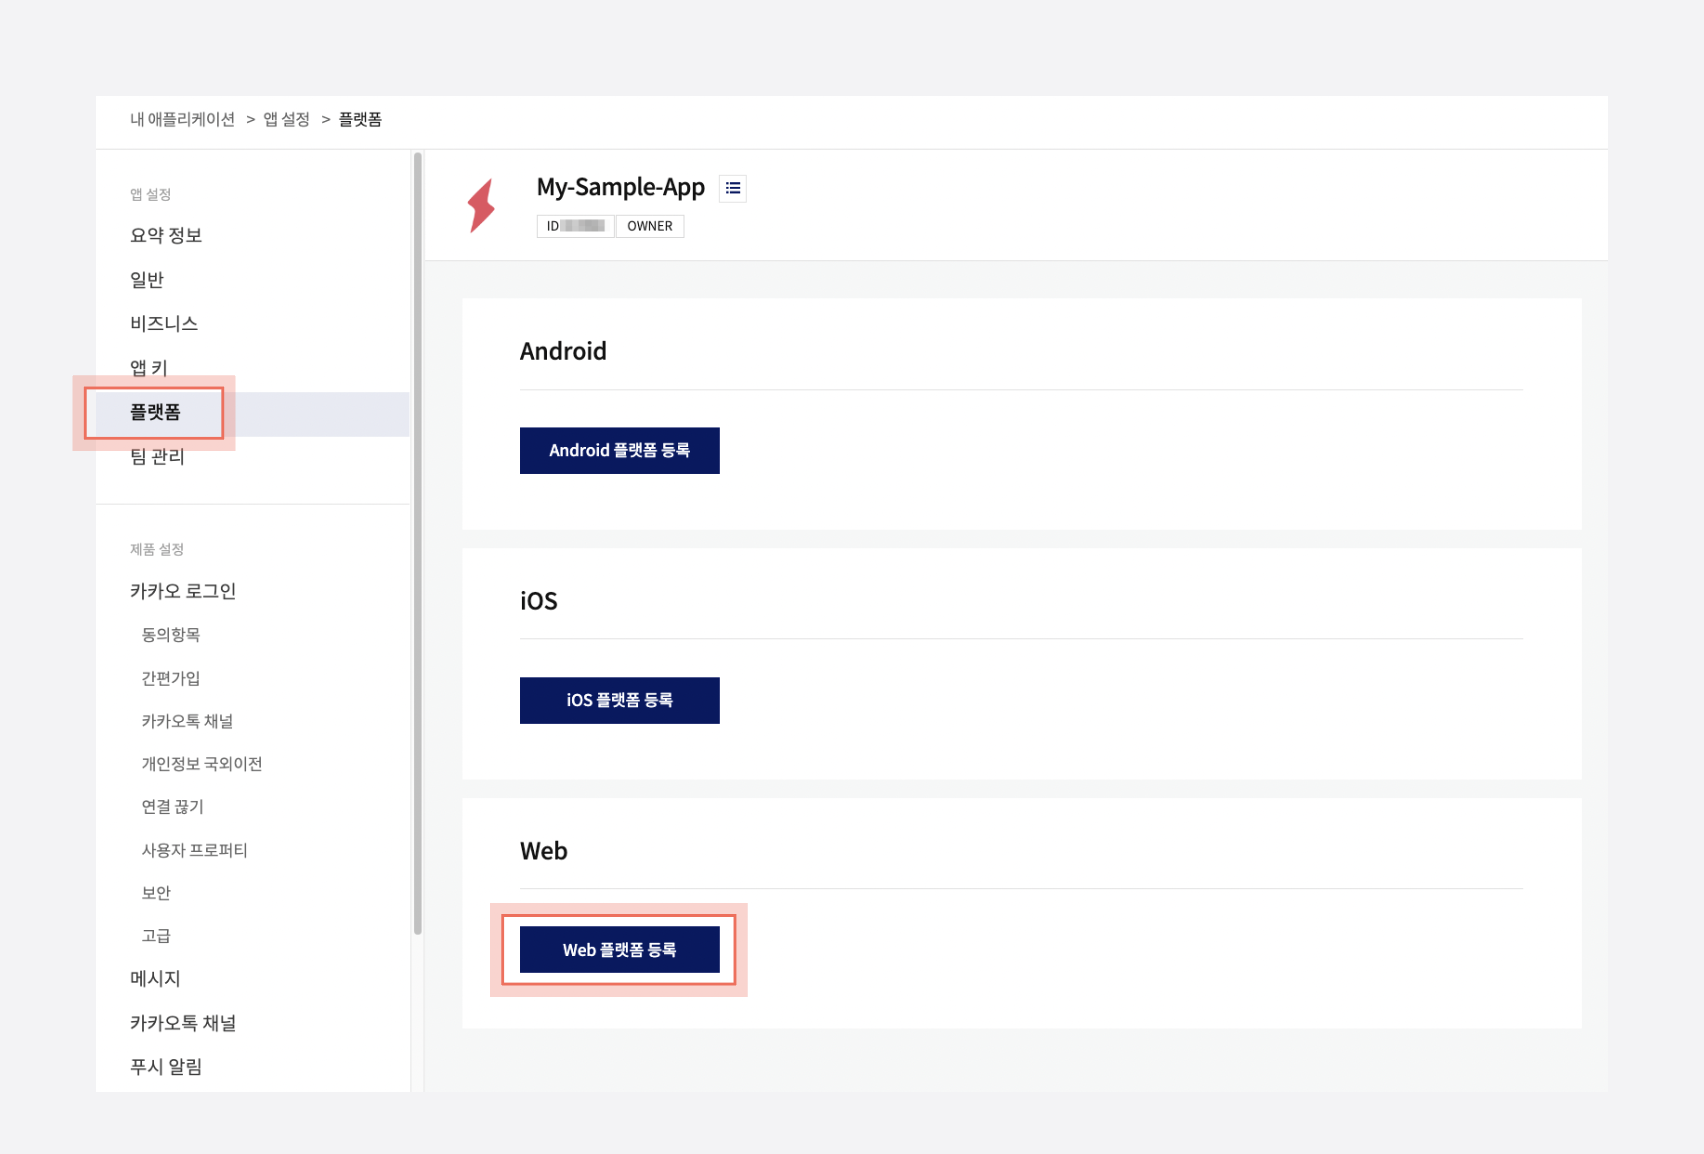 내 애플리케이션 > 앱 설정 > 플랫폼
앱 설정
요약 정보
일반
비즈니스
앱 키
플랫폼
팀 관리
제품 설정
카카오 로그인
동의항목
간편가입
카카오톡 채널
개인정보 국외이전
연결 끊기
사용자 프로퍼티
보안
고급
메시지
카카오톡 채널
푸시 알림
My-Sample-App
ID OWNER
Android
Android 플랫폼 등록
iOS
iOS 플랫폼 등록
Web
Web 플랫폼 등록